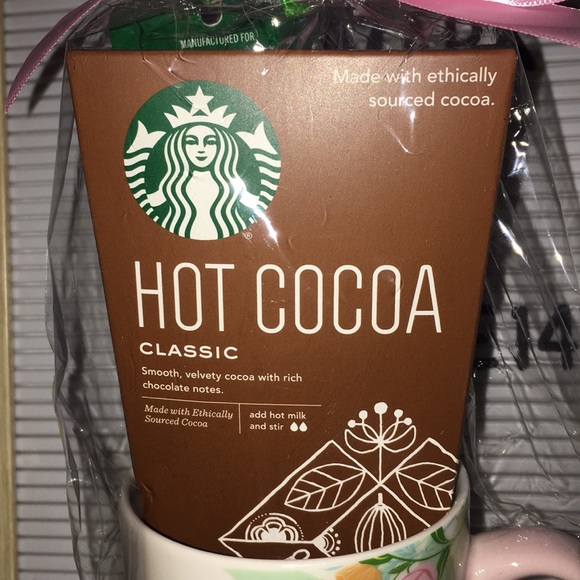 MANUFACTURED FOR
Made with ethically
sourced cocoa.
®
HOT COCOA
CLASSIC
Smooth, velvety cocoa with rich
chocolate notes.
Made with Ethically
Sourced Cocoa
add hot milk
and stir